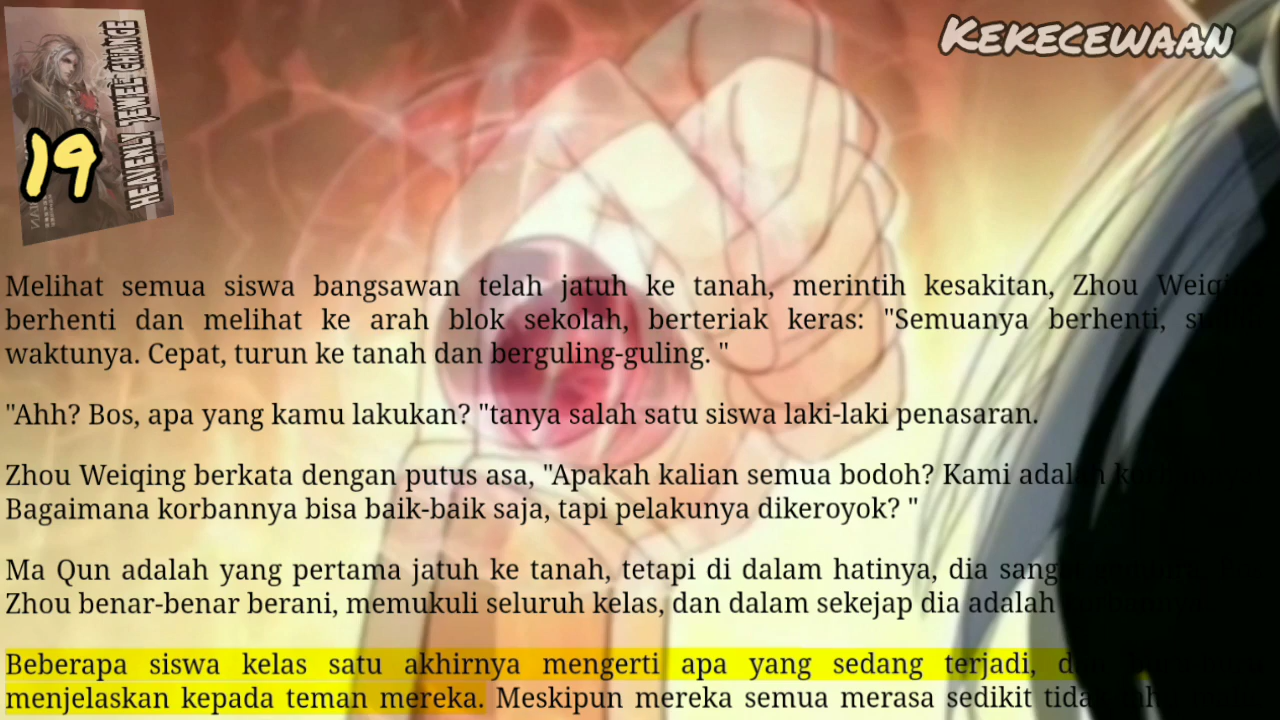 HEAVENLY JEWEL CHANGE
19
Kekecewaan
Melihat semua siswa bangsawan telah jatuh ke tanah, merintih kesakitan, Zhou
berhenti dan melihat ke arah blok sekolah, berteriak keras: "Semuanya berhenti,
waktunya. Cepat, turun ke tanah dan berguling-guling. "
"Ahh? Bos, apa yang kamu lakukan? "tanya salah satu siswa laki-laki penasaran.
Zhou Weiqing berkata dengan putus asa, "Apakah kalian semua bodoh? Kami adalah
Bagaimana korbannya bisa baik-baik saja, tapi pelakunya dikeroyok? "
Ma Qun adalah yang pertama jatuh ke tanah, tetapi di dalam hatinya, dia
Zhou benar-benar berani, memukuli seluruh kelas, dan dalam sekejap dia adalah
Beberapa siswa kelas satu akhirnya mengerti apa yang sedang terjadi,
menjelaskan kepada teman mereka. Meskipun mereka semua merasa sedikit